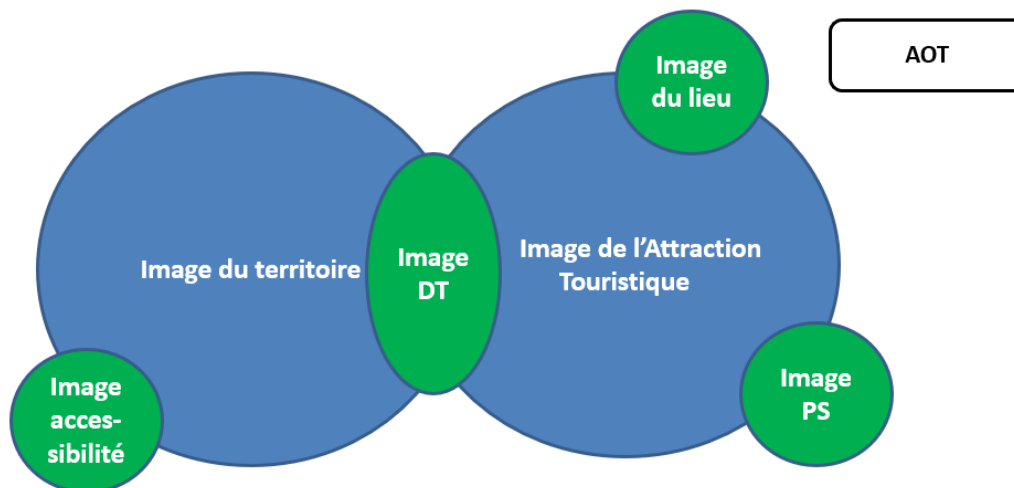 AOT
Image
du lieu
Image du territoire
Image
DT
Image de l’Attraction
Touristique
Image
acces-
sibilité
Image
PS